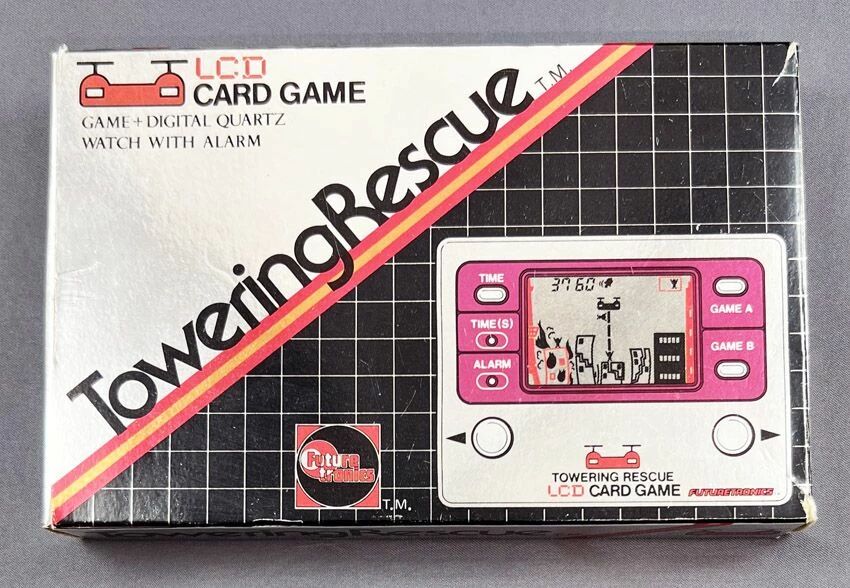 LCD
CARD GAME
GAME+DIGITAL QUARTZ
WATCH WITH ALARM
ToweringRescue T.M.
TIME
TIME(S)
ALARM
3760
GAME A
GAME B
Future
tronics
T.M.
TOWERING RESCUE
LCD CARD GAME
FUTURETRONICS
ToweringRescue